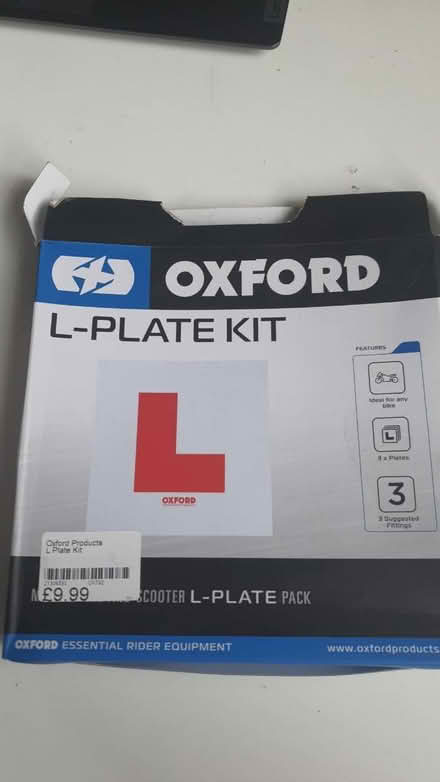 OXFORD
L-PLATE KIT
FEATURES
Ideal for any
bike
L
OXFORD
L
3 x Plates
3
3 Suggested
Fittings
Oxford Products
L Plate Kit
£9.99
SCOOTER L-PLATE PACK
OXFORD ESSENTIAL RIDER EQUIPMENT
www.oxfordproducts